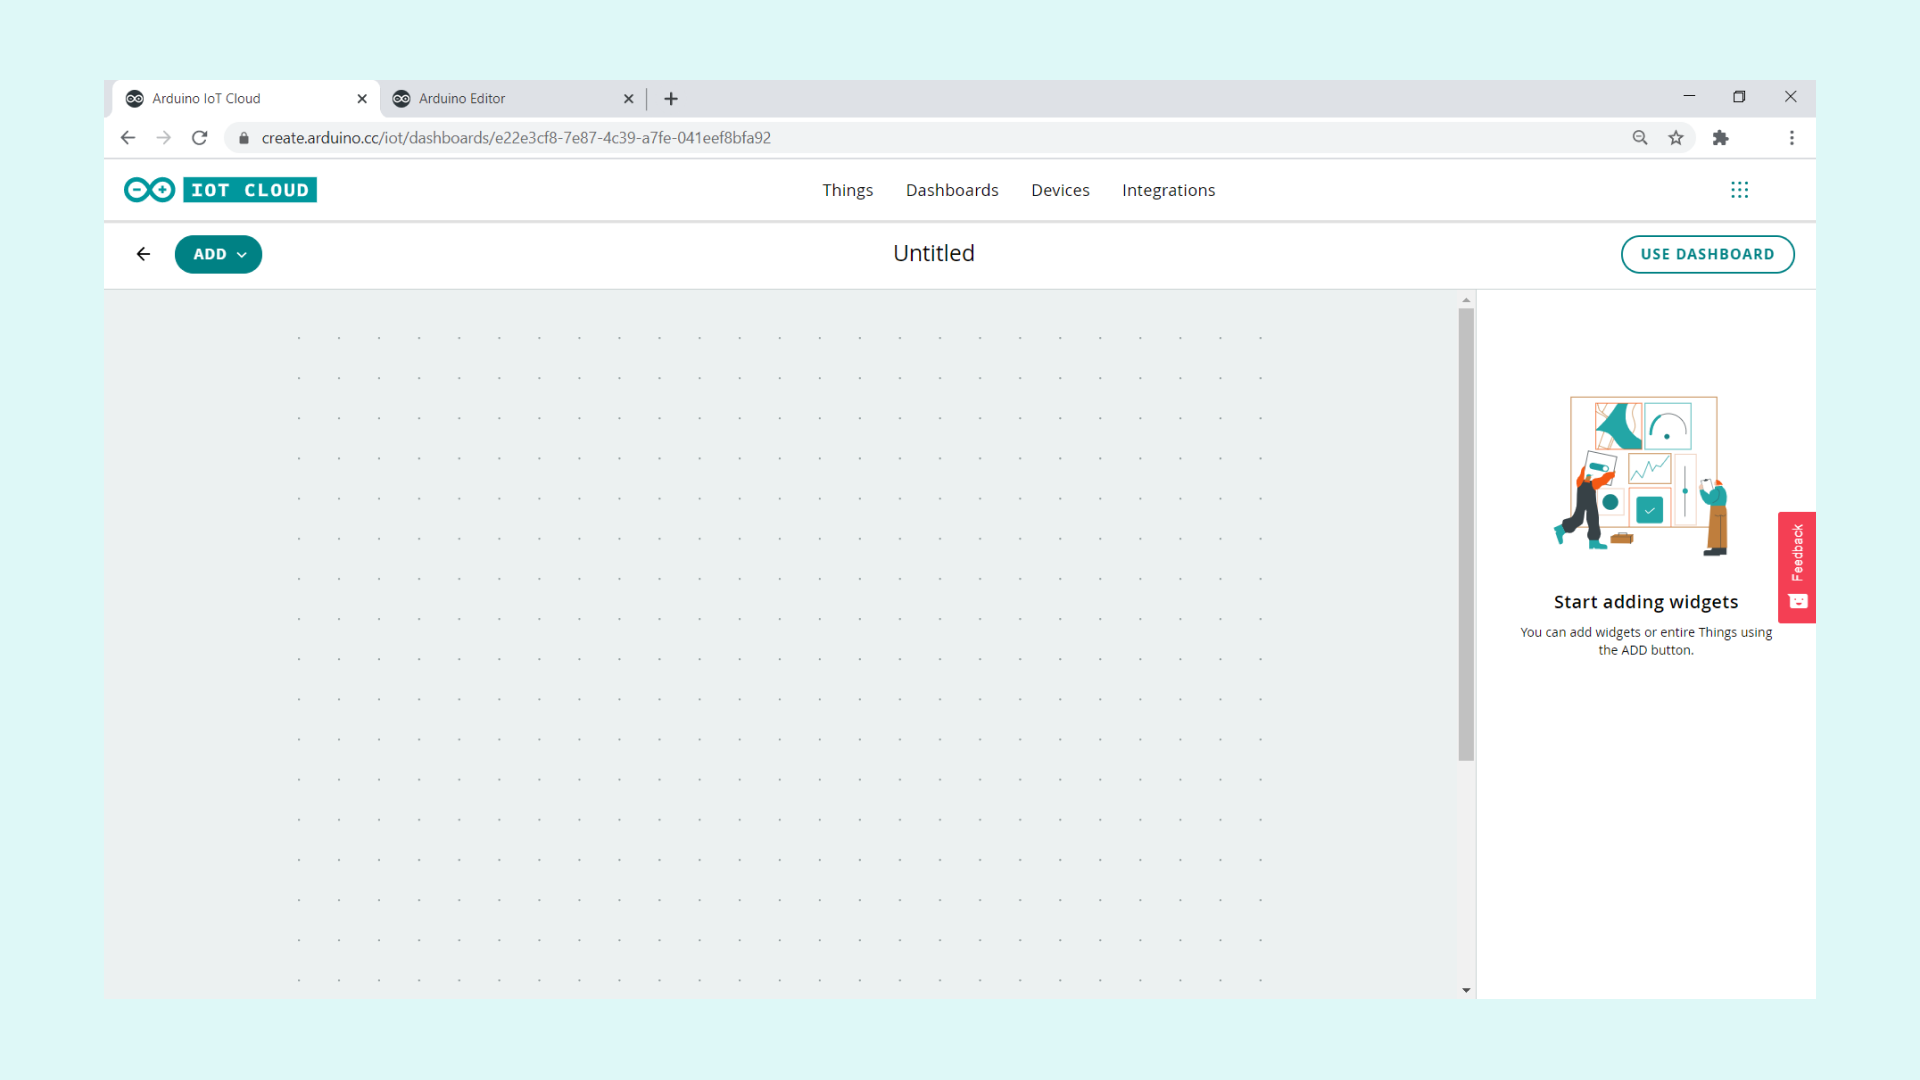 Arduino IoT Cloud
Arduino Editor
create.arduino.cc/iot/dashboards/e22e3cf8-7e87-4c39-a7fe-041eef8bfa92
IOT CLOUD
Things
Dashboards
Devices
Integrations
ADD
Untitled
USE DASHBOARD
Feedback
Start adding widgets
You can add widgets or entire Things using
the ADD button.